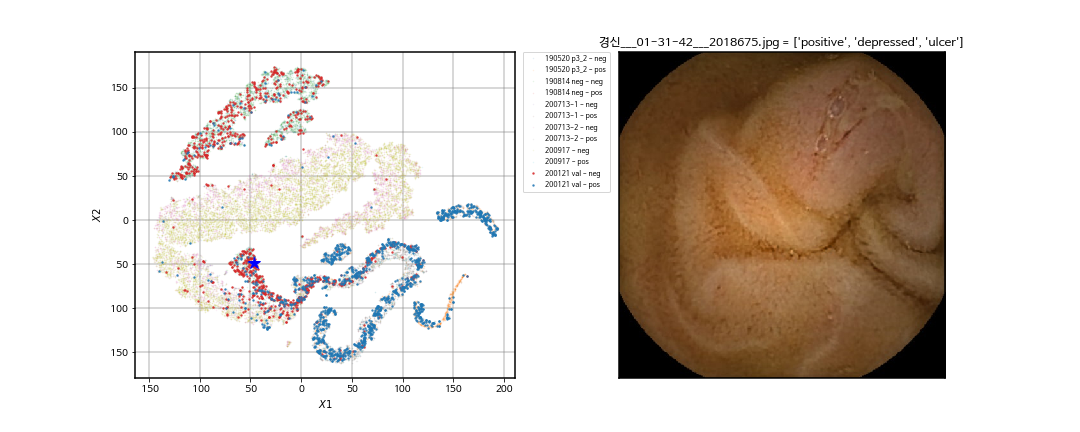 경신___01-31-42___2018675.jpg = ['positive', 'depressed', 'ulcer']
150
100
50
0
50
100
150
X2
150
100
50
0
50
100
150
200
X1
190520 p3_2 - neg
190520 p3_2 - pos
190814 neg - neg
190814 neg - pos
200713-1 - neg
200713-1 - pos
200713-2 - neg
200713-2 - pos
200917 - neg
200917 - pos
200121 val - neg
200121 val - pos